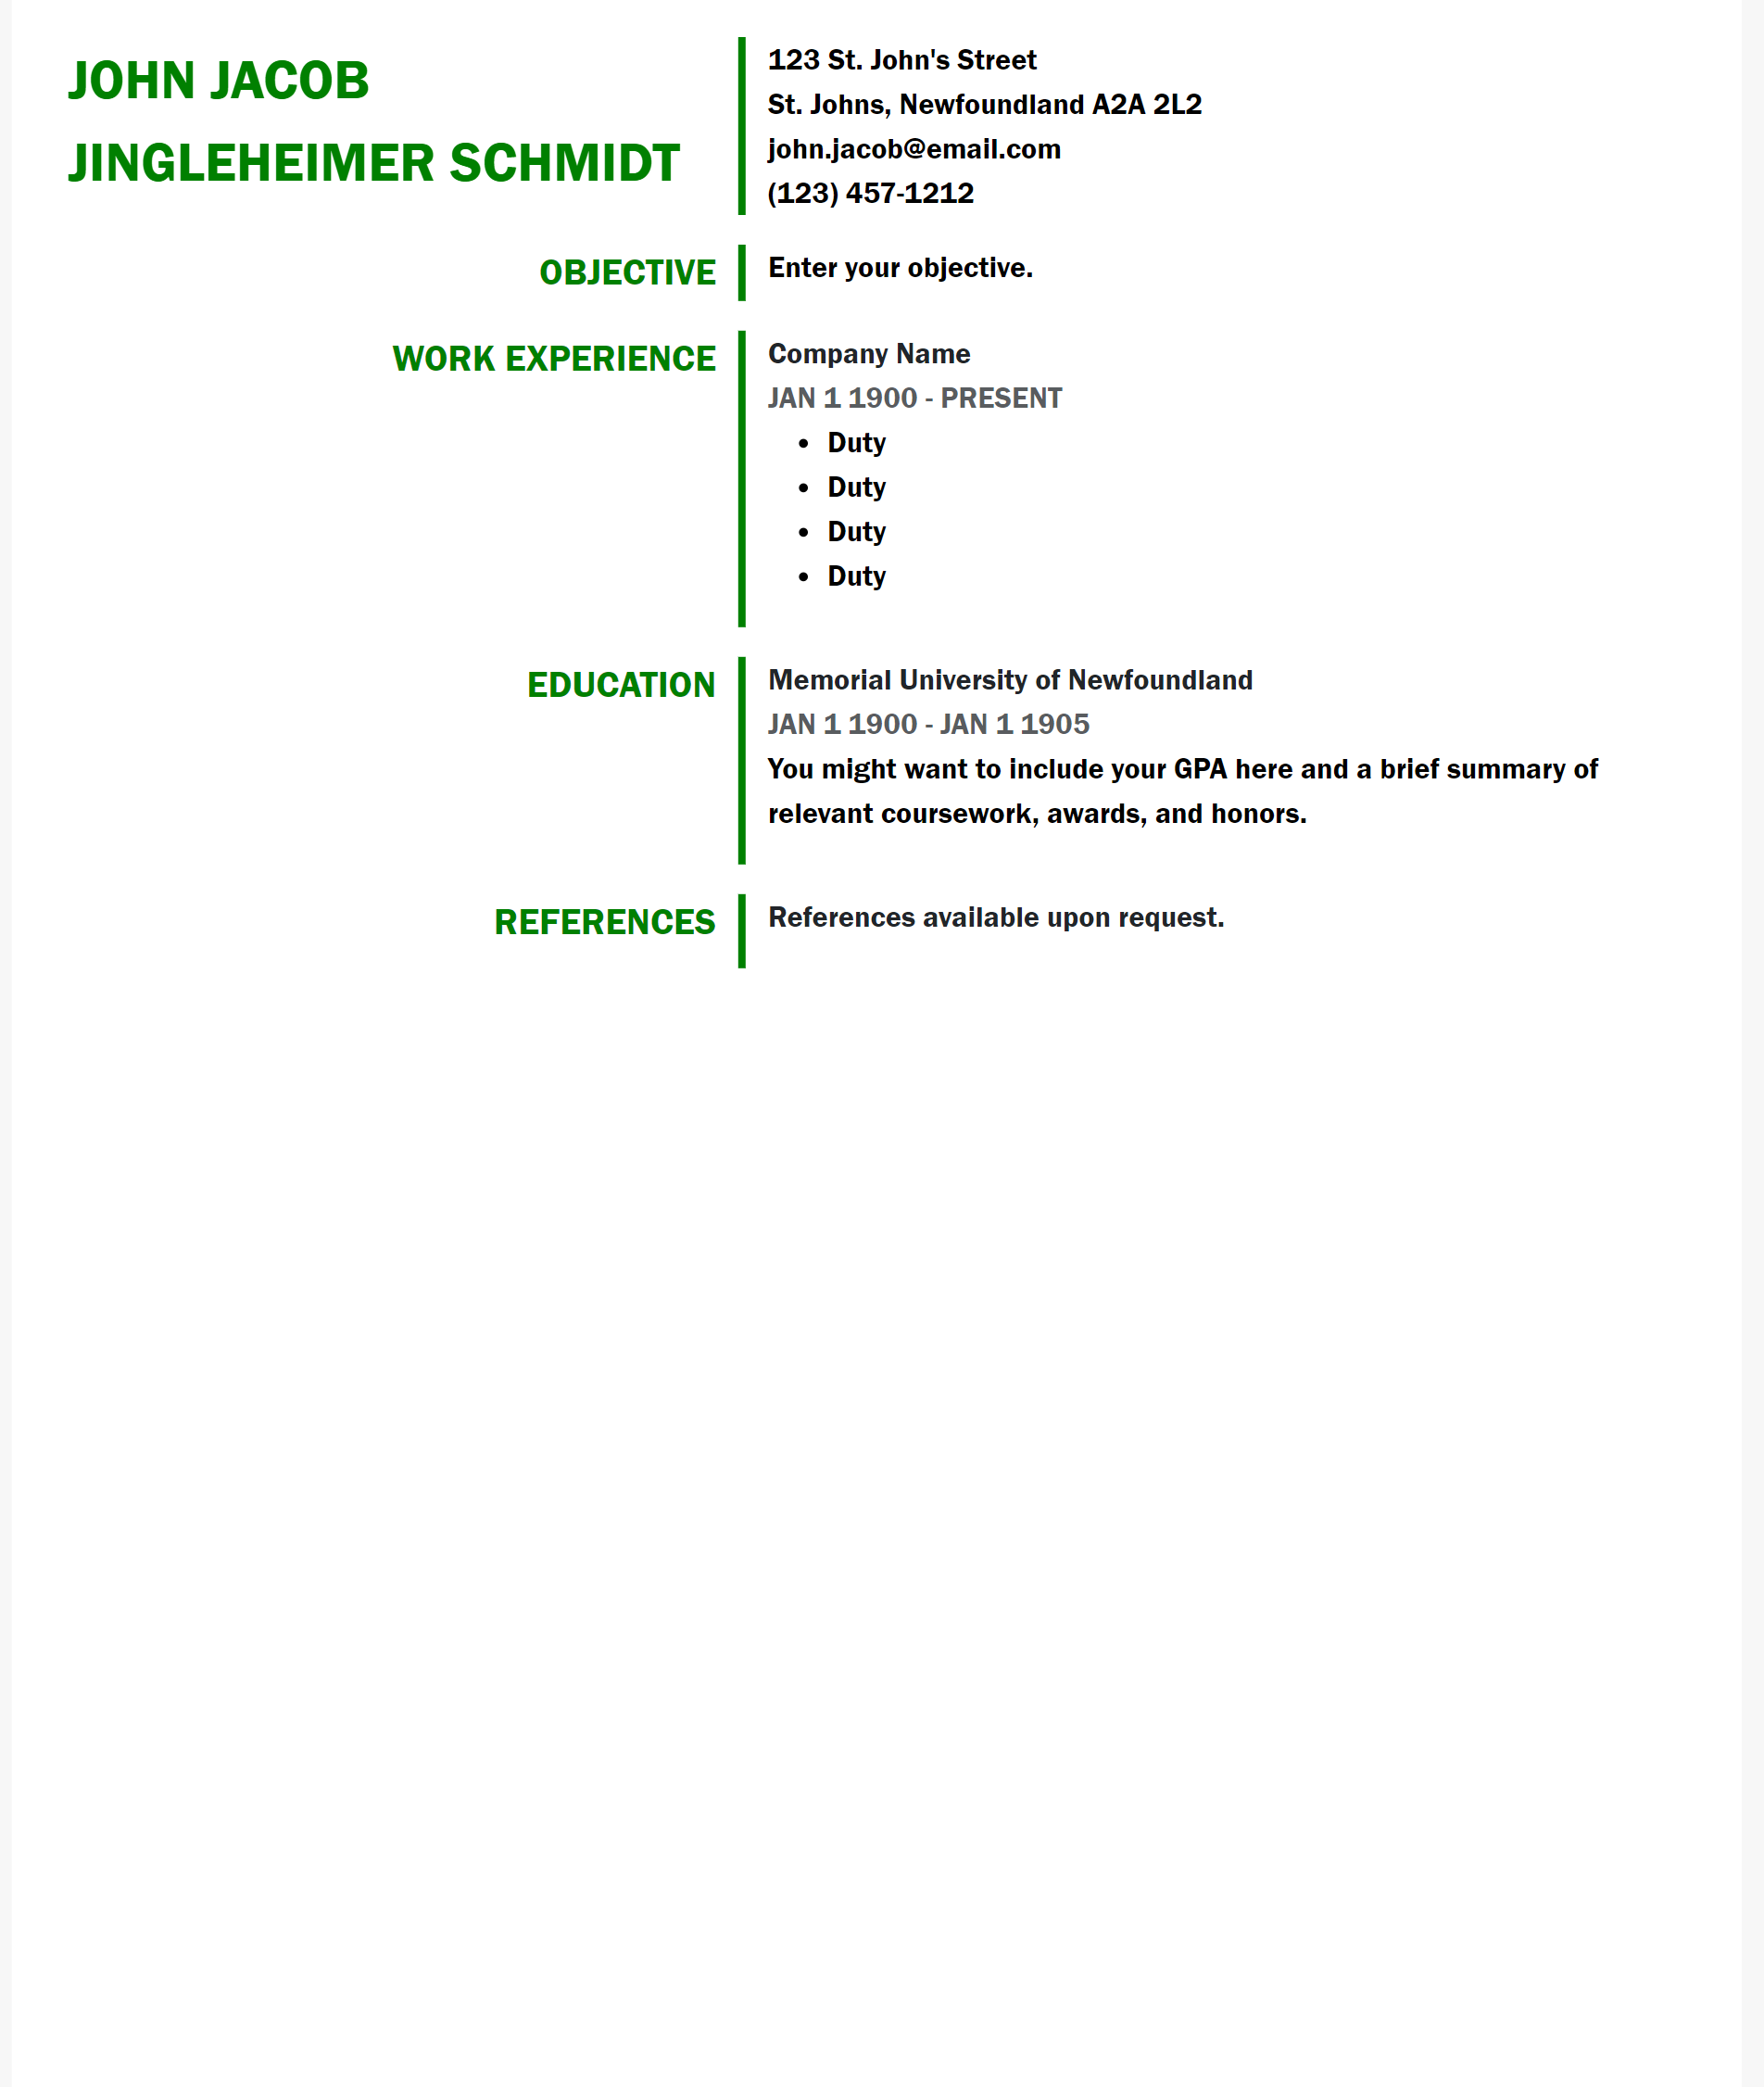 JOHN JACOB
JINGLEHEIMER SCHMIDT
123 St. John's Street
St. Johns, Newfoundland A2A 2L2
john.jacob@email.com
(123) 457-1212
OBJECTIVE
Enter your objective.
WORK EXPERIENCE
Company Name
JAN 1 1900 - PRESENT
• Duty
• Duty
• Duty
• Duty
EDUCATION
Memorial University of Newfoundland
JAN 1 1900 - JAN 1 1905
You might want to include your GPA here and a brief summary of
relevant coursework, awards, and honors.
REFERENCES
References available upon request.